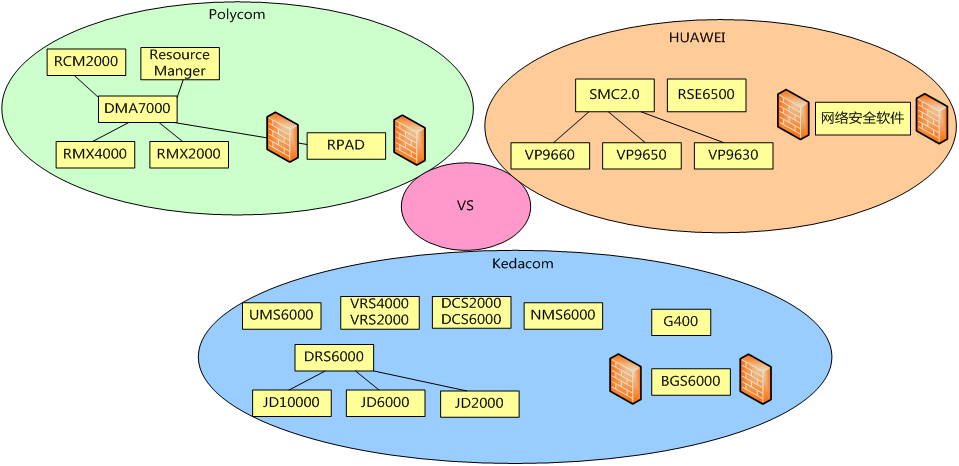 Polycom
RCM2000
Resource
Manger
DMA7000
RMX4000
RMX2000
RPAD
HUAWEI
SMC2.0
RSE6500
网络安全软件
VP9660
VP9650
VP9630
VS
Kedacom
UMS6000
VRS4000
VRS2000
DCS2000
DCS6000
NMS6000
G400
DRS6000
BGS6000
JD10000
JD6000
JD2000